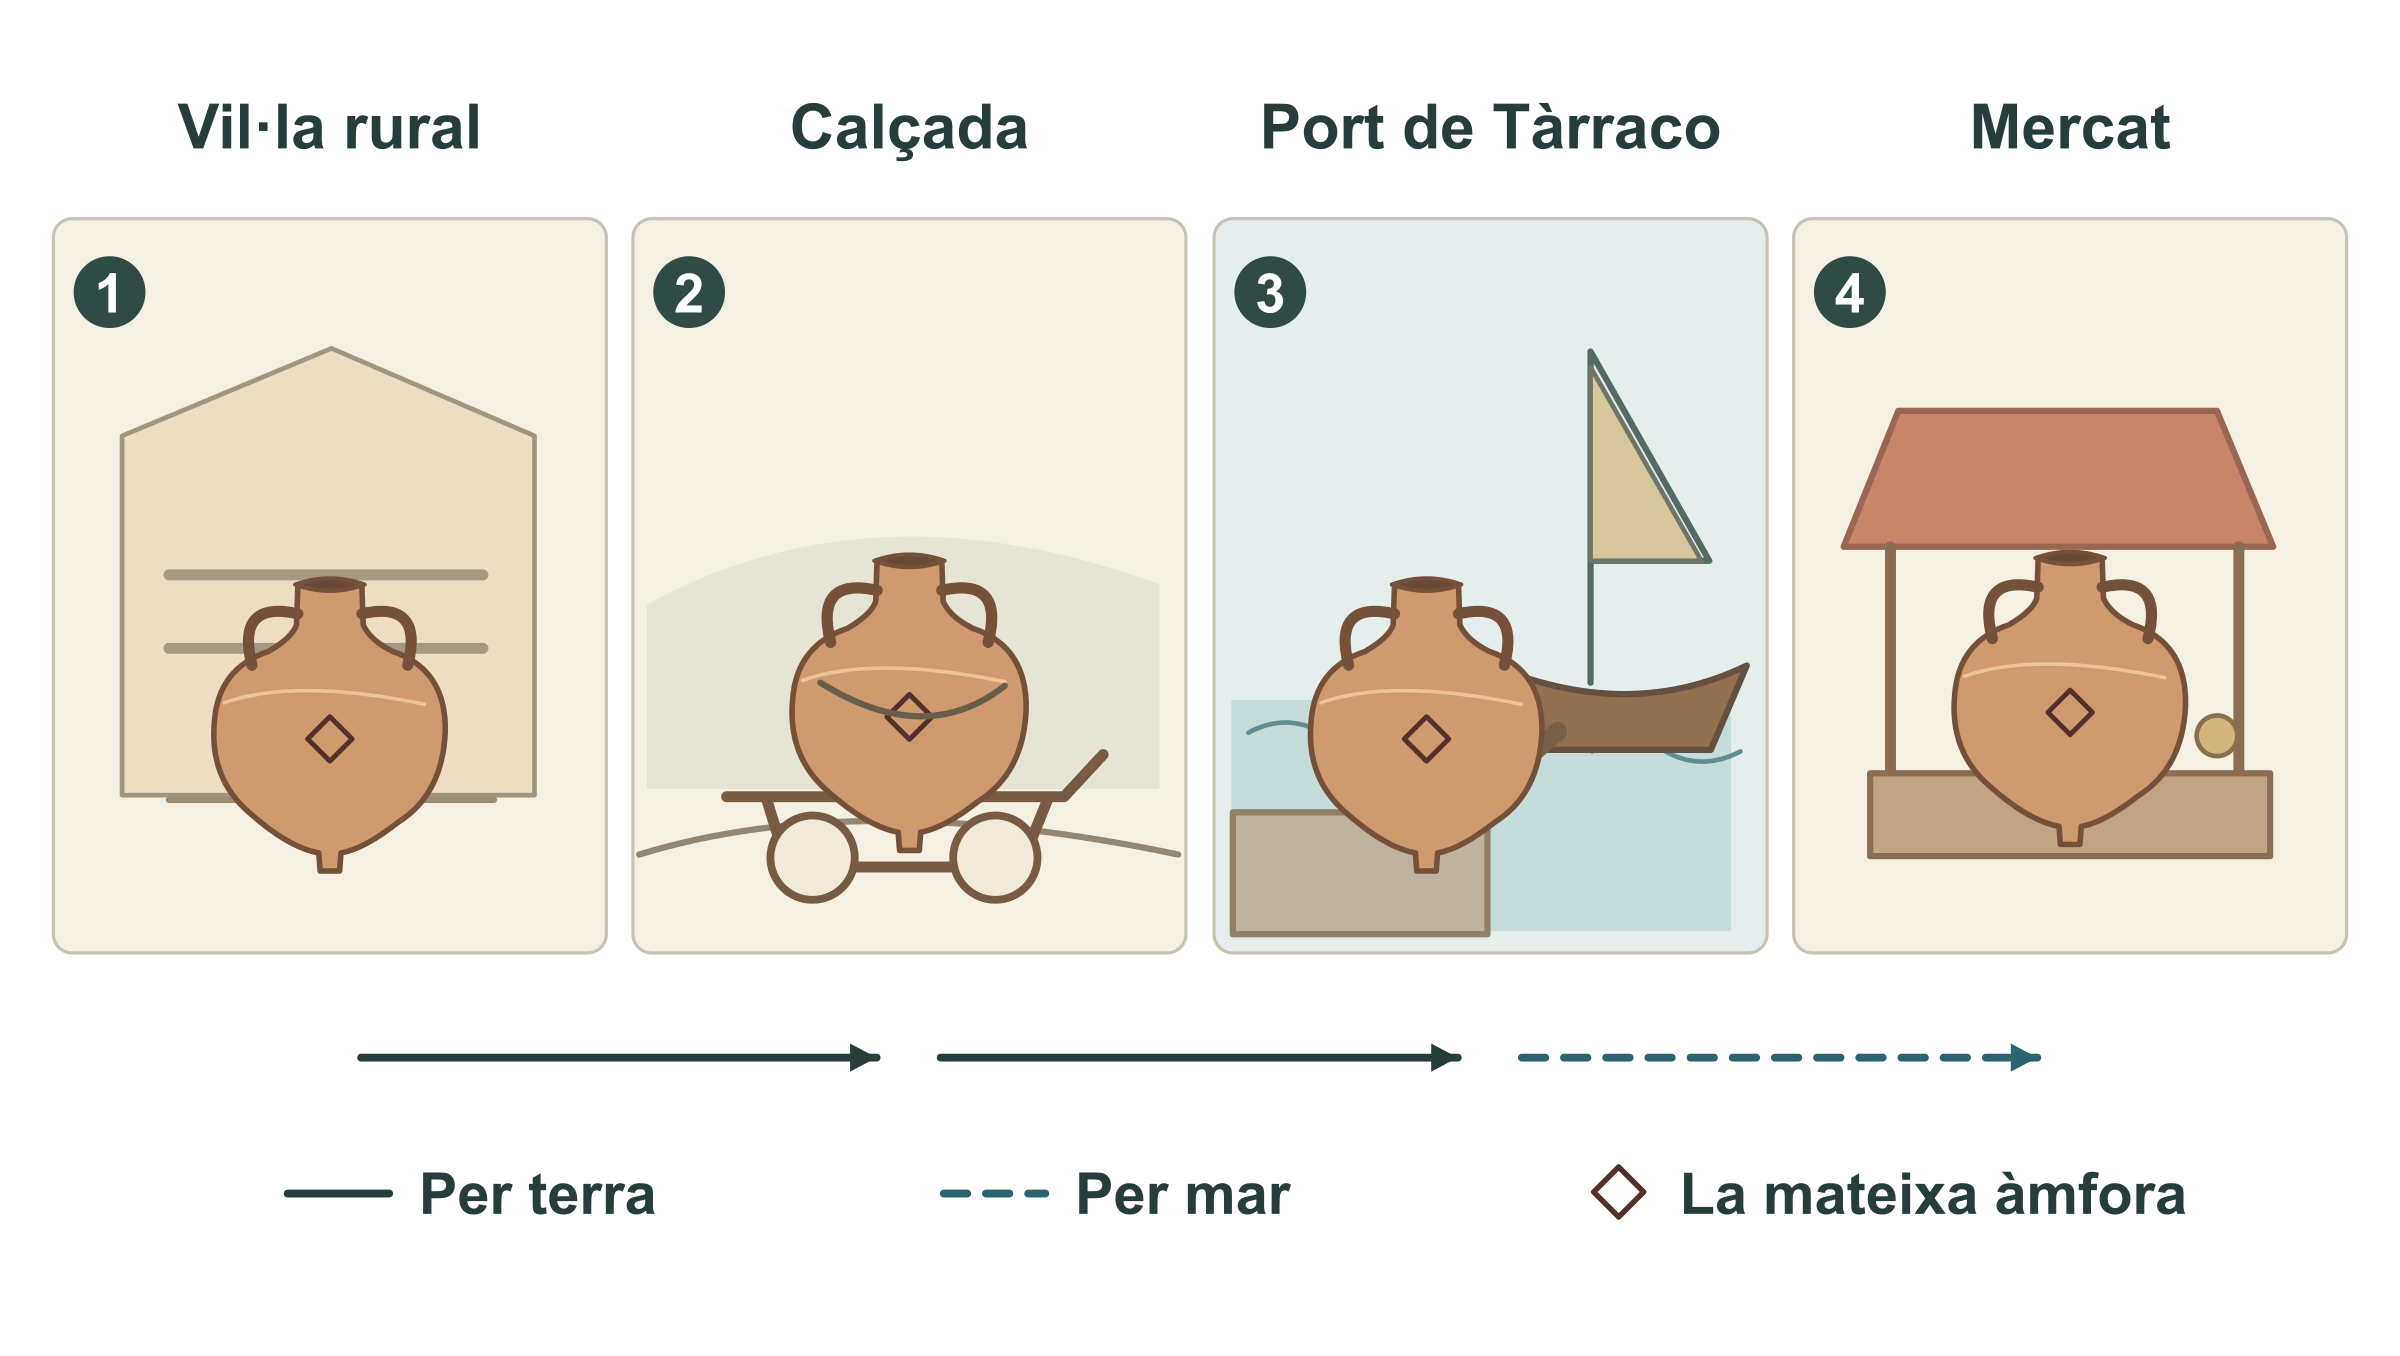 Vil·la rural
Calçada
Port de Tàrraco
Mercat
1
2
3
4
Per terra
Per mar
La mateixa àmfora